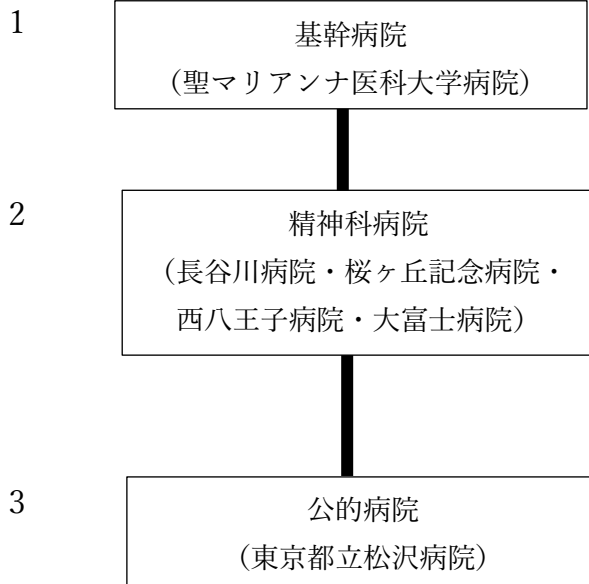 1
基幹病院
（聖マリアンナ医科大学病院）
2
精神科病院
（長谷川病院・桜ヶ丘記念病院・
西八王子病院・大富士病院）
3
公的病院
（東京都立松沢病院）